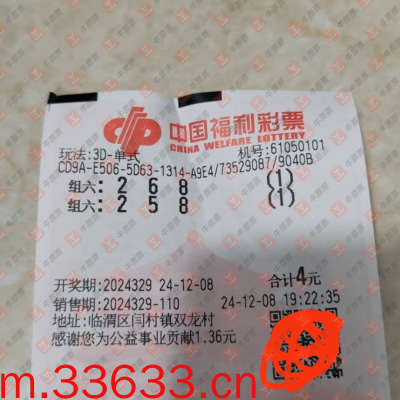 中国福利彩票
CHINA WELFARE LOTTERY
玩法:3D-单式 机号:61050101
CD9A-E506-5D63-1314-A9E4/73529087/9040B
组六: 2 6 8 (1)
组六: 2 5 8 (1)
开奖期:2024329 24-12-08 合计4元
销售期:2024329-110 24-12-08 19:22:35
地址:临渭区闫村镇双龙村
感谢您为公益事业贡献1.36元
m.33633.cn